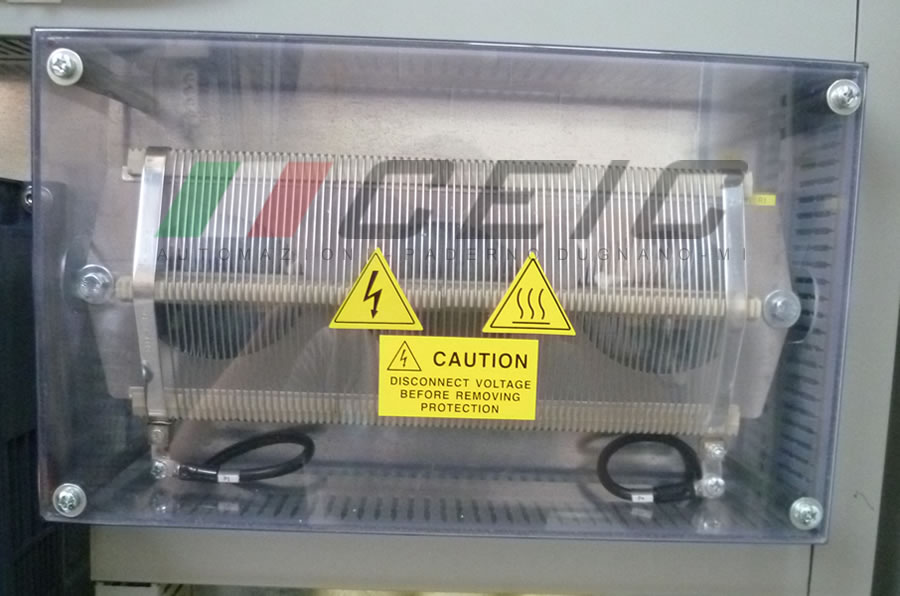 CEIC
AUTOMAZIONI PADERNO DUGNANO-MI
CAUTION
DISCONNECT VOLTAGE
BEFORE REMOVING
PROTECTION